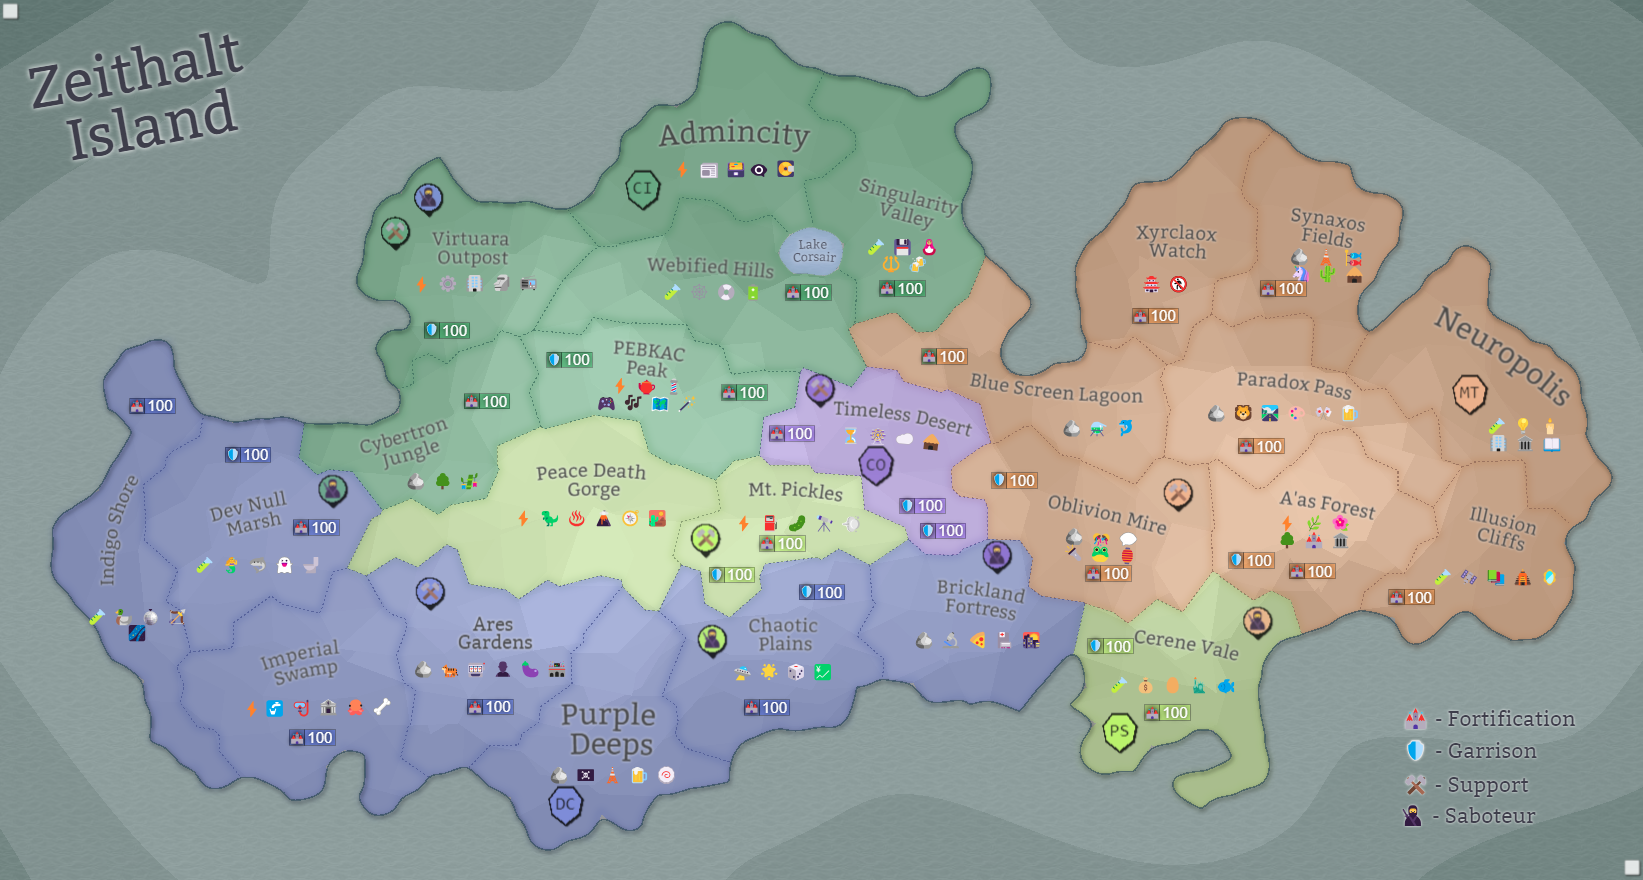 Zeithalt
Island
Admincity
CI
Singularity
Valley
Lake
Corsair
Virtuara
Outpost
Webified Hills
100
100
100
Xyrclaox
Watch
Synaxos
Fields
100
100
Neuropolis
MT
PEBKAC
Peak
100
100
100
100
Blue Screen Lagoon
Paradox Pass
100
100
Cybertron
Jungle
Timeless Desert
100
CO
100
100
100
100
Indigo Shore
Dev Null
Marsh
100
Peace Death
Gorge
Mt. Pickles
100
100
100
Oblivion Mire
100
A'as Forest
100
100
Illusion
Cliffs
100
Imperial
Swamp
100
Ares
Gardens
100
Chaotic
Plains
100
100
Brickland
Fortress
Cerene Vale
100
100
PS
Purple
Deeps
DC
- Fortification
- Garrison
- Support
- Saboteur